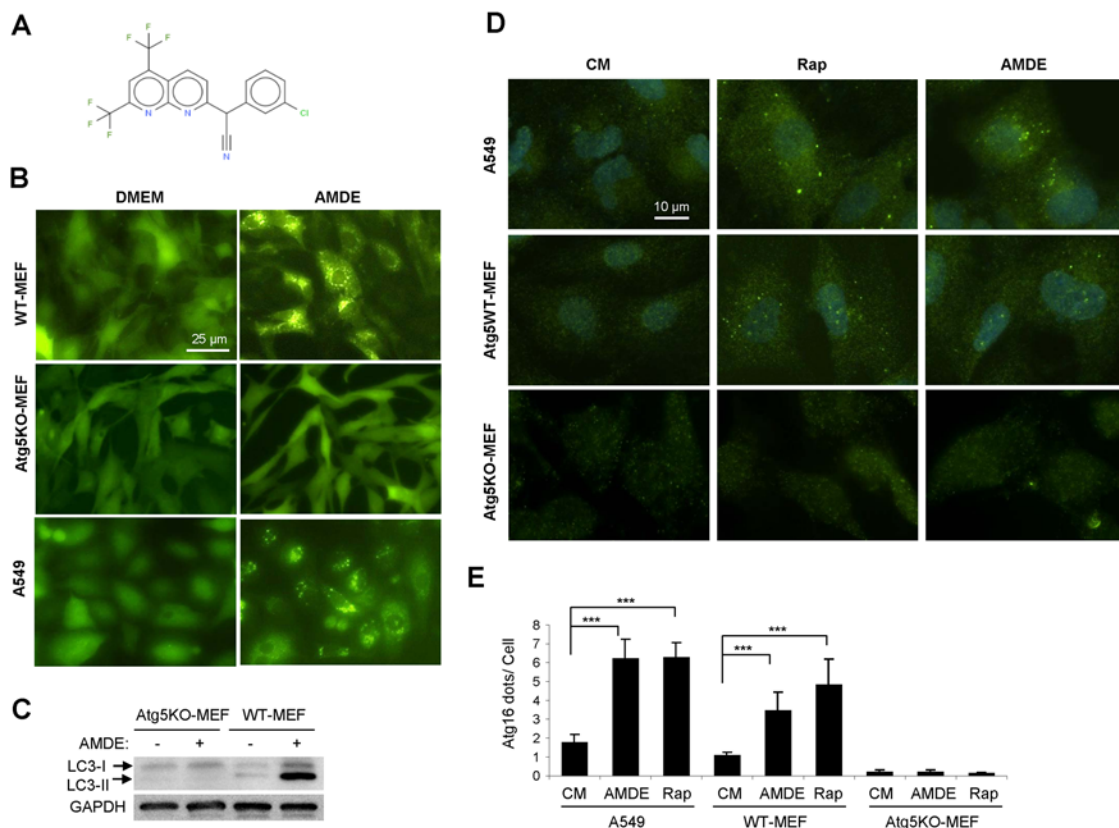 A
F
F
F
F
F
F
N
N
Cl
N
B
DMEM
AMDE
WT-MEF
25 µm
Atg5KO-MEF
A549
C
Atg5KO-MEF WT-MEF
AMDE: - + - +
LC3-I
LC3-II
GAPDH
D
CM
Rap
AMDE
A549
10 µm
Atg5WT-MEF
Atg5KO-MEF
E
***
***
***
***
Atg16 dots/ Cell
8
7
6
5
4
3
2
1
0
CM AMDE Rap CM AMDE Rap CM AMDE Rap
A549 WT-MEF Atg5KO-MEF